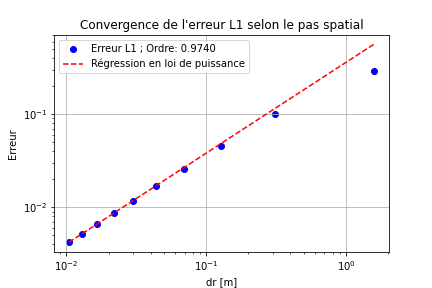 Convergence de l'erreur L1 selon le pas spatial
Erreur L1 ; Ordre: 0.9740
Régression en loi de puissance
Erreur
10⁻¹
10⁻²
10⁻²
10⁻¹
10⁰
dr [m]